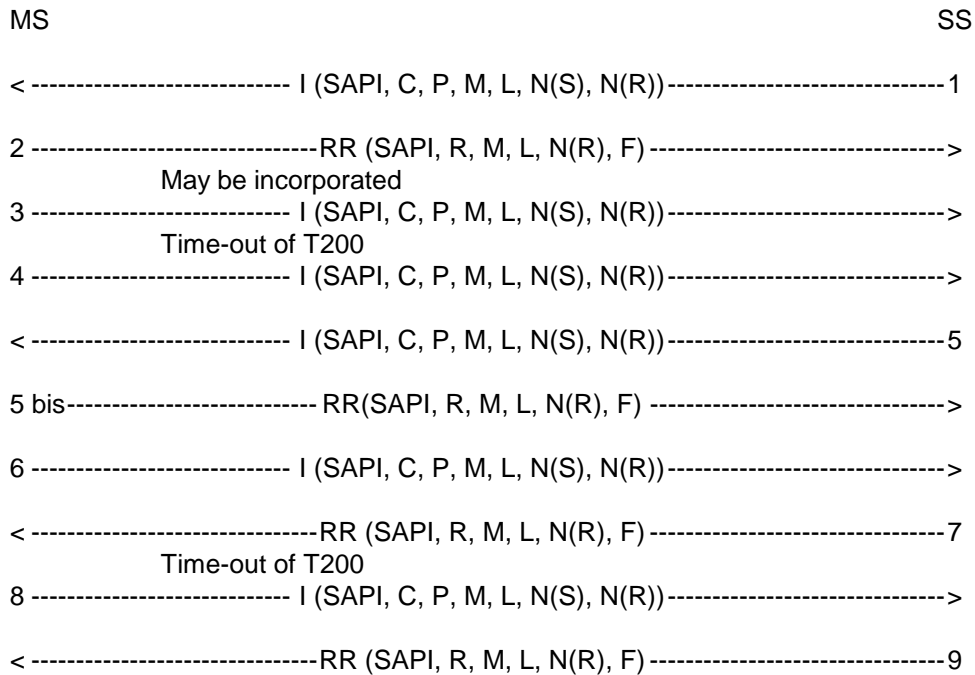 MS SS
< ----------------------------- I (SAPI, C, P, M, L, N(S), N(R))-------------------------------1
2 --------------------------------RR (SAPI, R, M, L, N(R), F) --------------------------------->
May be incorporated
3 ----------------------------- I (SAPI, C, P, M, L, N(S), N(R))------------------------------->
Time-out of T200
4 ----------------------------- I (SAPI, C, P, M, L, N(S), N(R))------------------------------->
< ----------------------------- I (SAPI, C, P, M, L, N(S), N(R))-------------------------------5
5 bis---------------------------- RR(SAPI, R, M, L, N(R), F) --------------------------------->
6 ----------------------------- I (SAPI, C, P, M, L, N(S), N(R))------------------------------->
< --------------------------------RR (SAPI, R, M, L, N(R), F) ---------------------------------7
Time-out of T200
8 ----------------------------- I (SAPI, C, P, M, L, N(S), N(R))------------------------------->
< --------------------------------RR (SAPI, R, M, L, N(R), F) ---------------------------------9